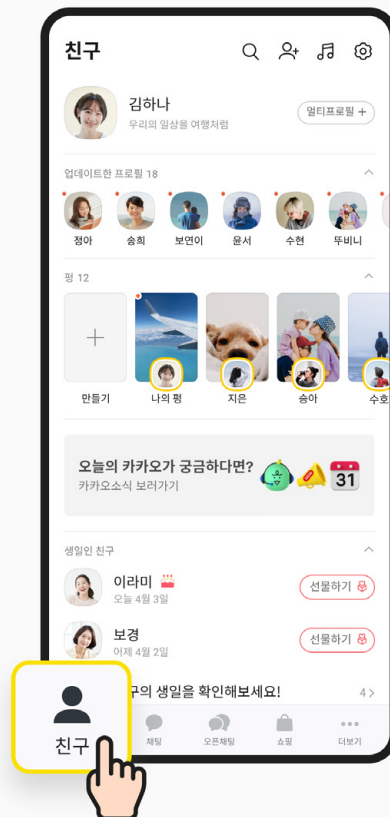 친구
김하나
우리의 일상을 여행처럼
멀티프로필 +
업데이트한 프로필 18
정아 송희 보연이 윤서 수현 뚜비니
펑 12
만들기 나의 펑 지은 승아 수호
오늘의 카카오가 궁금하다면?
카카오소식 보러가기
31
생일인 친구
이라미
오늘 4월 3일
선물하기
보경
어제 4월 2일
선물하기
구의 생일을 확인해보세요! 4
친구 채팅 오픈채팅 쇼핑 더보기